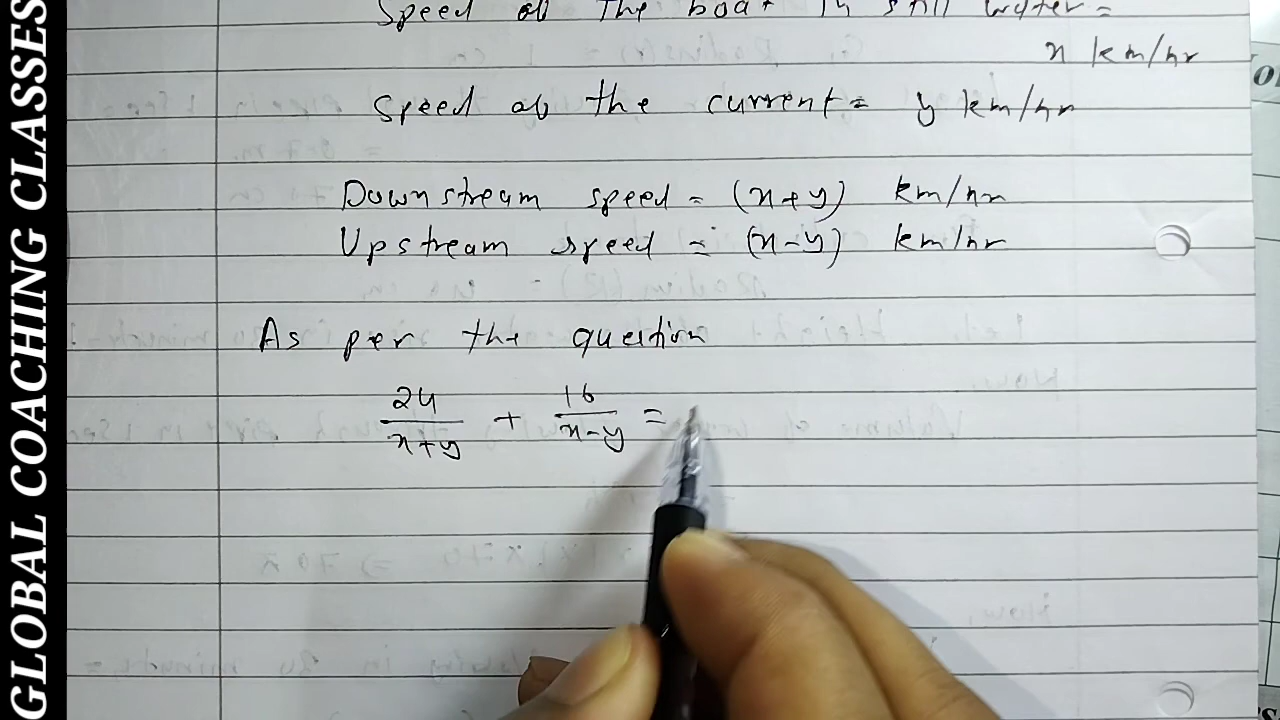 GLOBAL COACHING CLASSES
Speed of the boat in still water =
x km/hr
Speed of the current = y km/hr
Downstream speed = (x+y) km/hr
Upstream speed = (x-y) km/hr
As per the question
24/(x+y) + 16/(x-y) =